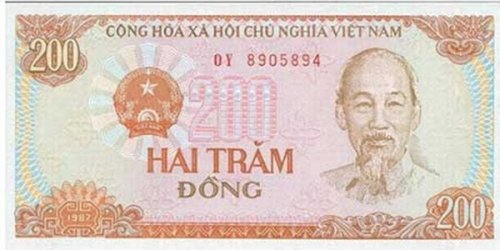 CỘNG HÒA XÃ HỘI CHỦ NGHĨA VIỆT NAM
200
OY 8905894
200
HAI TRĂM
ĐỒNG
1987
200